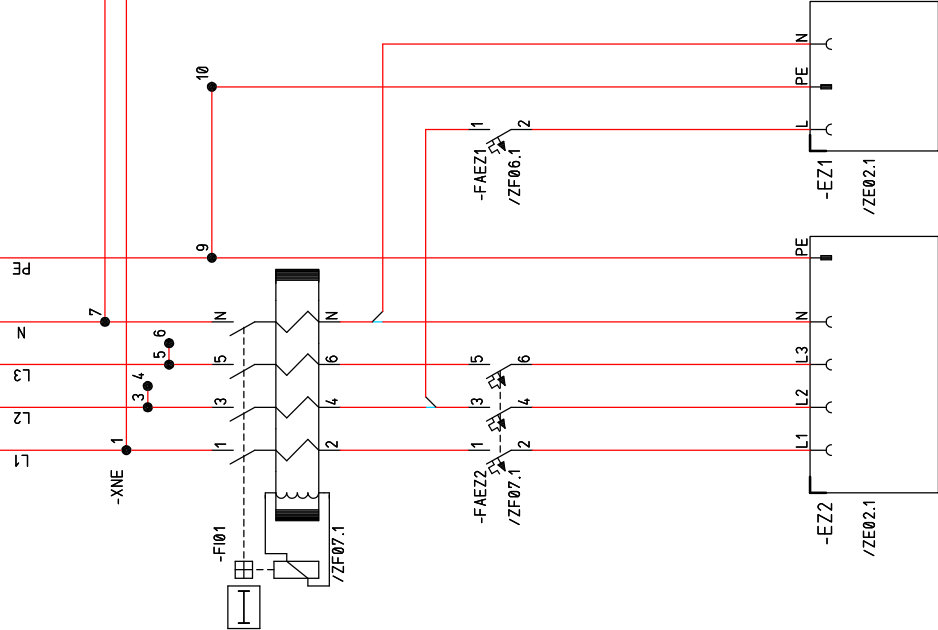 N
10
PE
1
2
L
-FAEZ1
/ZF06.1
-EZ1
/ZE02.1
9
PE
PE
7
N
N
N
N
6
5
L3
5
6
5
6
L3
4
3
L2
3
4
3
4
L2
1
L1
1
2
1
2
L1
-XNE
-FAEZ2
/ZF07.1
-EZ2
/ZE02.1
-FI01
/ZF07.1